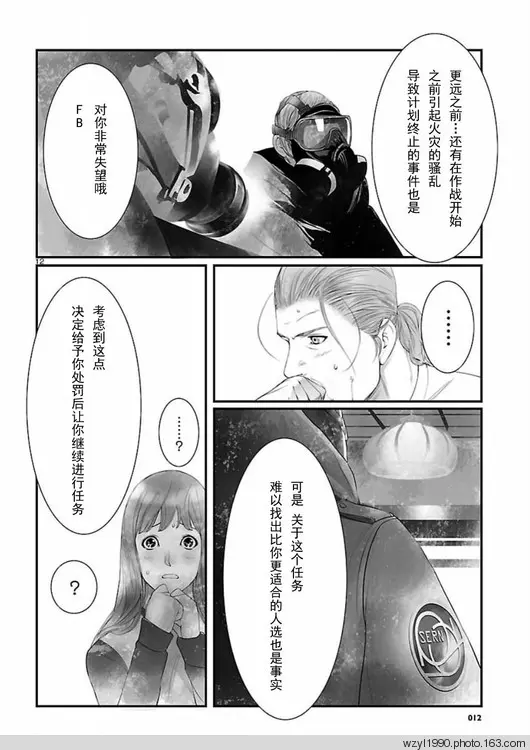 更远之前…还有在作战开始
之前引起火灾的骚乱
导致计划终止的事件也是
对你非常失望哦
FB
12
……
可是 关于这个任务
难以找出比你更适合的人选也是事实
考虑到这点
决定给予你处罚后让你继续进行任务
……?
?
SERN
012
wzyl1990.photo.163.com